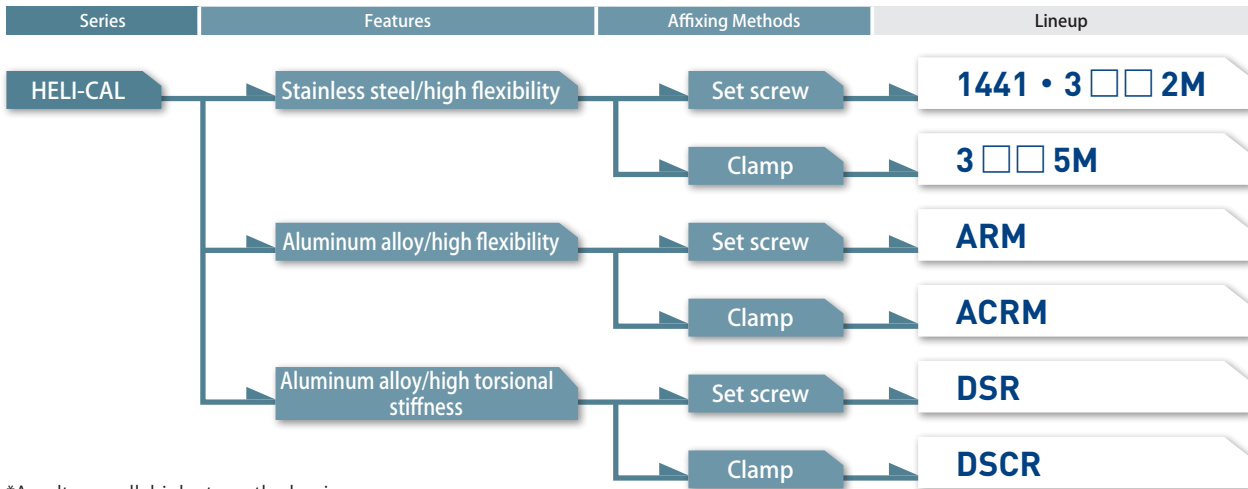 Series Features Affixing Methods Lineup
HELI-CAL Stainless steel/high flexibility Set screw 1441・3 □□ 2M
Clamp 3 □□ 5M
Aluminum alloy/high flexibility Set screw ARM
Clamp ACRM
Aluminum alloy/high torsional
stiffness Set screw DSR
Clamp DSCR